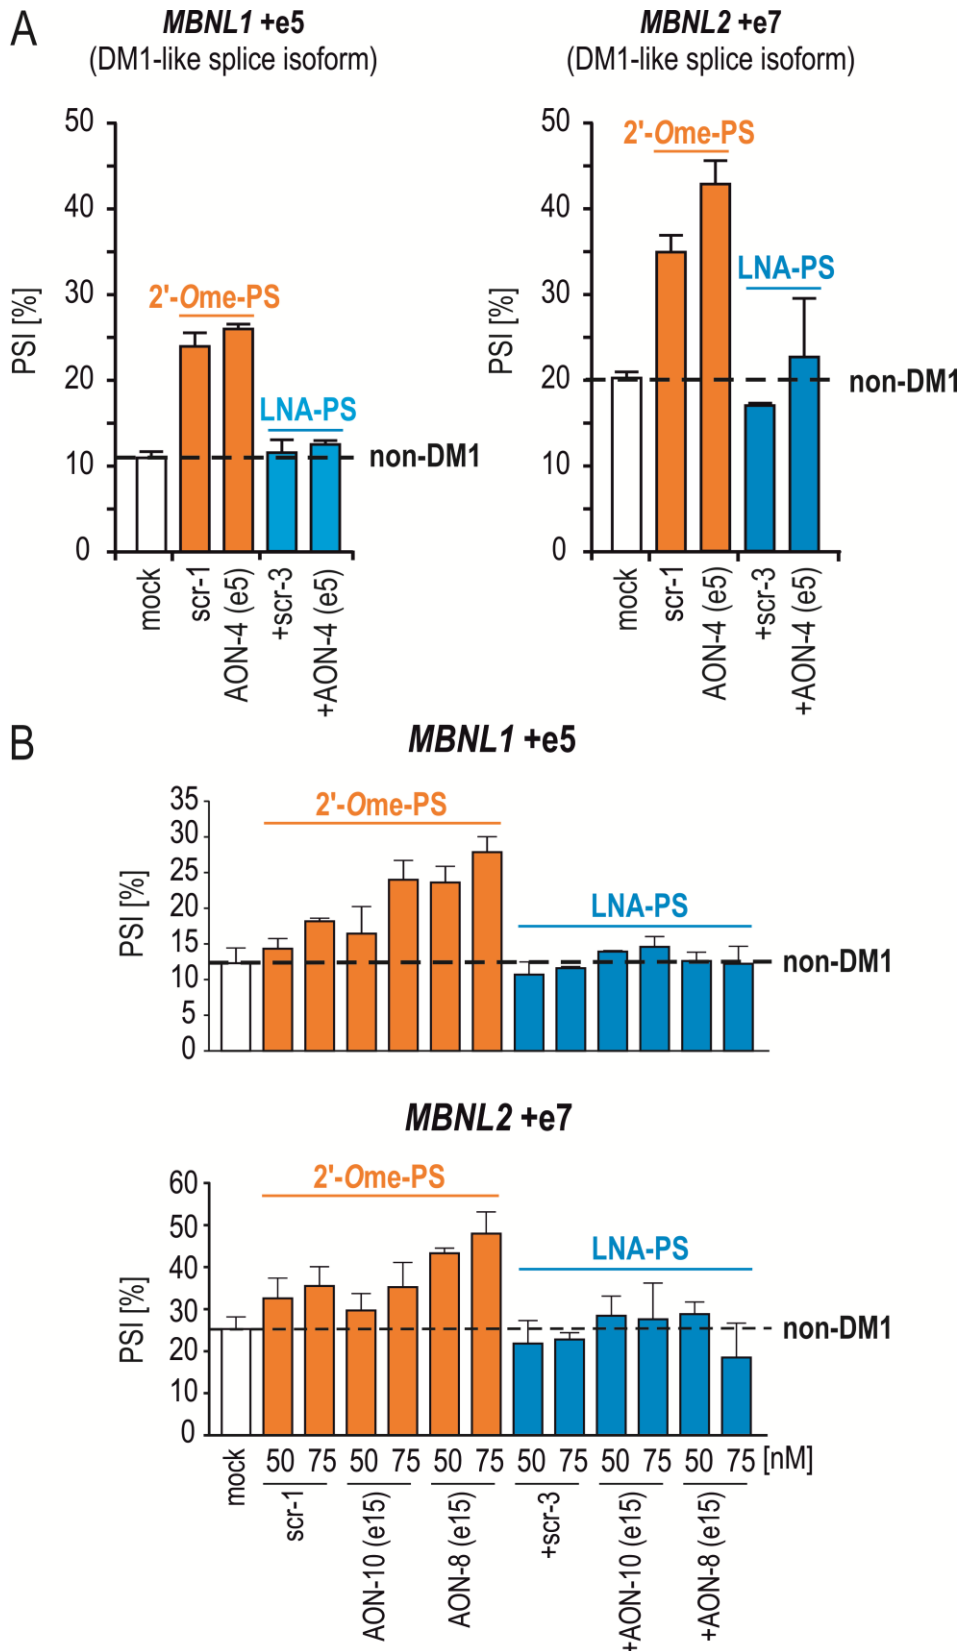 A
MBNL1 +e5
(DM1-like splice isoform)
MBNL2 +e7
(DM1-like splice isoform)
PSI [%]
50
40
30
20
10
0
2'-Ome-PS
LNA-PS
non-DM1
mock
scr-1
AON-4 (e5)
+scr-3
+AON-4 (e5)
PSI [%]
50
40
30
20
10
0
2'-Ome-PS
LNA-PS
non-DM1
mock
scr-1
AON-4 (e5)
+scr-3
+AON-4 (e5)
B
MBNL1 +e5
PSI [%]
35
30
25
20
15
10
5
0
2'-Ome-PS
LNA-PS
non-DM1
MBNL2 +e7
PSI [%]
60
50
40
30
20
10
0
2'-Ome-PS
LNA-PS
non-DM1
mock
50 75 50 75 50 75 50 75 50 75 50 75 [nM]
scr-1
AON-10 (e15)
AON-8 (e15)
+scr-3
+AON-10 (e15)
+AON-8 (e15)